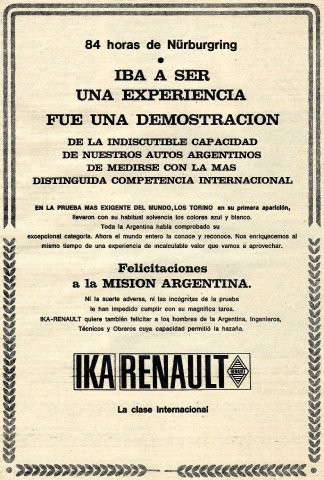 84 horas de Nürburgring
IBA A SER
UNA EXPERIENCIA
FUE UNA DEMOSTRACION
DE LA INDISCUTIBLE CAPACIDAD
DE NUESTROS AUTOS ARGENTINOS
DE MEDIRSE CON LA MAS
DISTINGUIDA COMPETENCIA INTERNACIONAL
EN LA PRUEBA MAS EXIGENTE DEL MUNDO, LOS TORINO en su primera aparición,
llevaron con su habitual solvencia los colores azul y blanco.
Toda la Argentina había comprobado su
excepcional categoría. Ahora el mundo entero la conoce y reconoce. Nos enriquecemos al
mismo tiempo de una experiencia de incalculable valor que vamos a aprovechar.
Felicitaciones
a la MISION ARGENTINA.
Ni la suerte adversa, ni las incógnitas de la prueba
le han impedido cumplir con su magnífica tarea.
IKA-RENAULT quiere también felicitar a los hombres de la Argentina, Ingenieros,
Técnicos y Obreros cuya capacidad permitió la hazaña.
IKA RENAULT
La clase Internacional